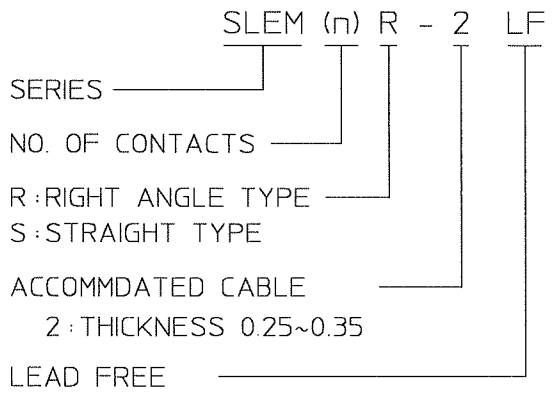 SLEM (n) R - 2 LF
SERIES
NO. OF CONTACTS
R:RIGHT ANGLE TYPE
S:STRAIGHT TYPE
ACCOMMDATED CABLE
2:THICKNESS 0.25~0.35
LEAD FREE